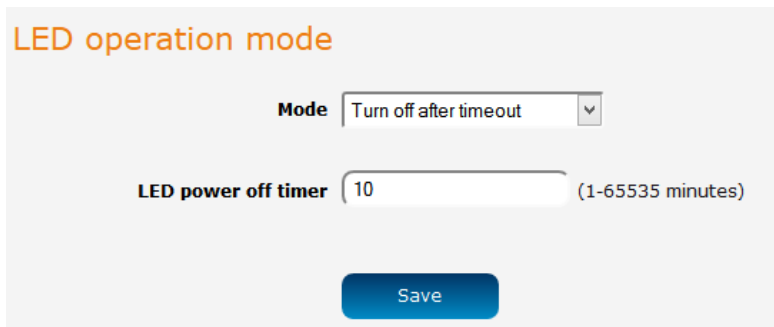 LED operation mode
Mode Turn off after timeout
LED power off timer 10 (1-65535 minutes)
Save